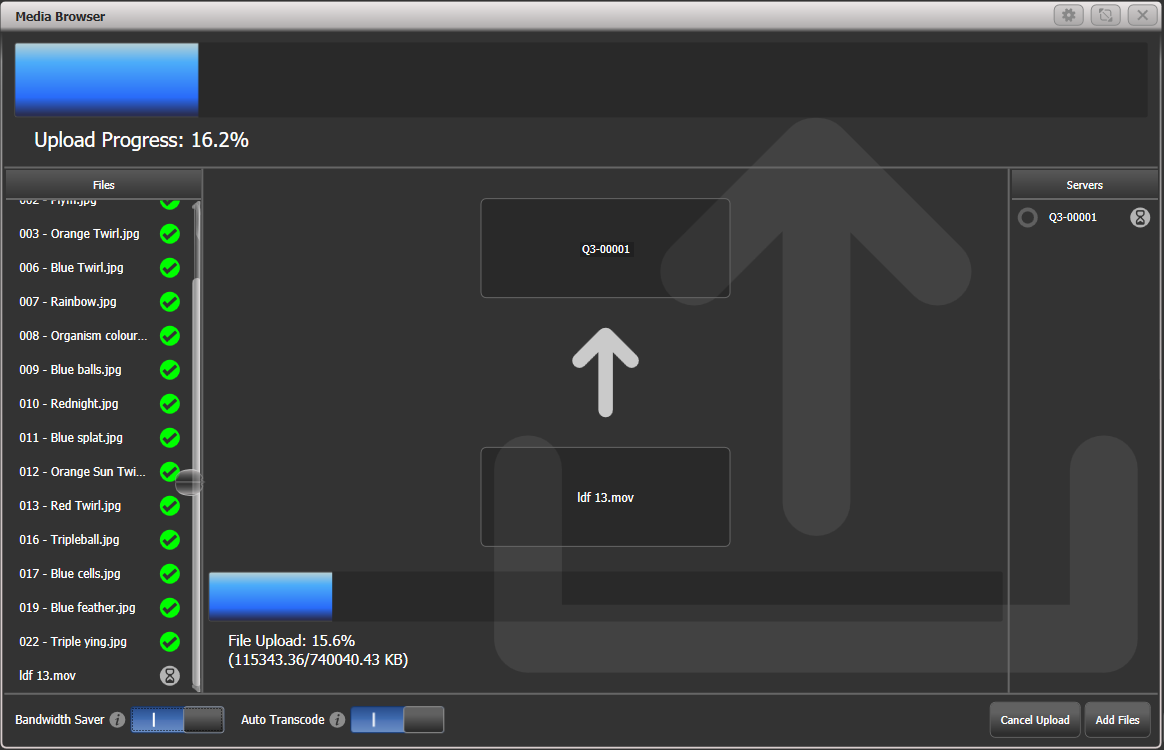 Media Browser
Upload Progress: 16.2%
Files
003 - Orange Twirl.jpg
006 - Blue Twirl.jpg
007 - Rainbow.jpg
008 - Organism colour...
009 - Blue balls.jpg
010 - Rednight.jpg
011 - Blue splat.jpg
012 - Orange Sun Twi...
013 - Red Twirl.jpg
016 - Tripleball.jpg
017 - Blue cells.jpg
019 - Blue feather.jpg
022 - Triple ying.jpg
ldf 13.mov
Q3-00001
ldf 13.mov
File Upload: 15.6%
(115343.36/740040.43 KB)
Servers
Q3-00001
Bandwidth Saver
Auto Transcode
Cancel Upload
Add Files